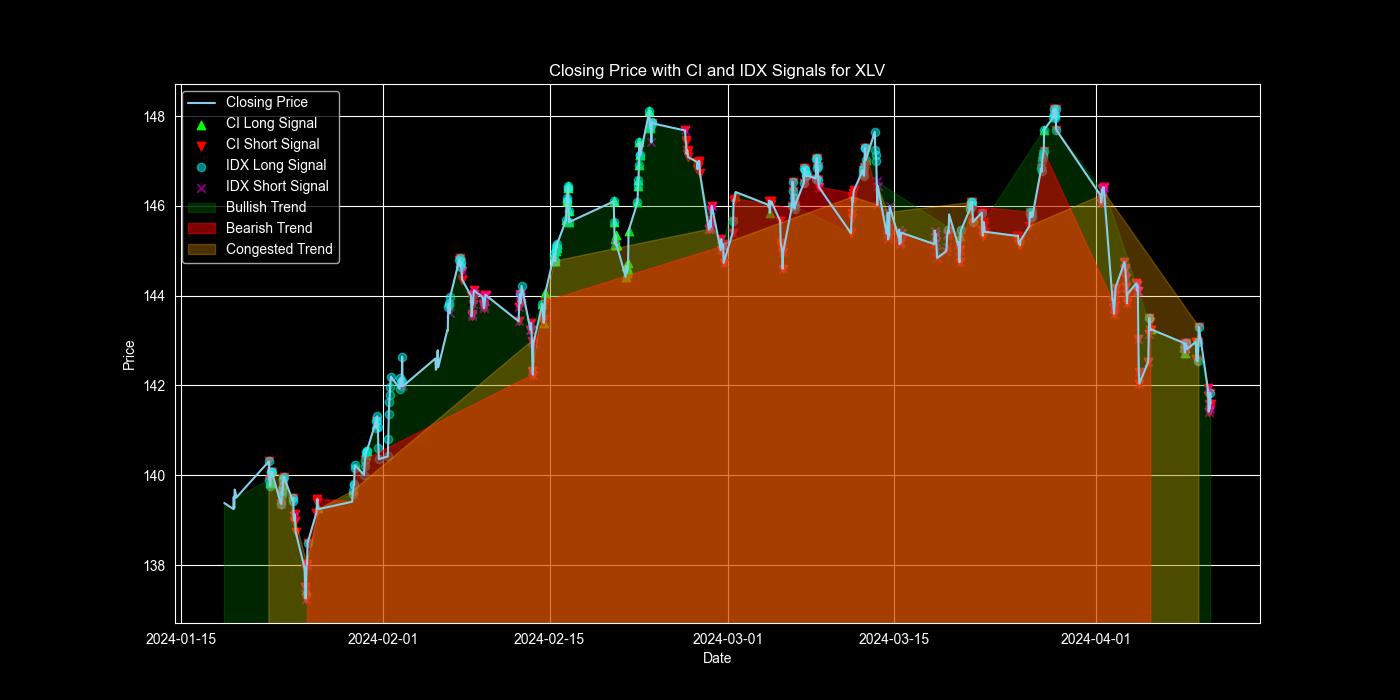 Closing Price with CI and IDX Signals for XLV
Closing Price
CI Long Signal
CI Short Signal
IDX Long Signal
IDX Short Signal
Bullish Trend
Bearish Trend
Congested Trend
148
146
144
142
140
138
Price
2024-01-15
2024-02-01
2024-02-15
2024-03-01
2024-03-15
2024-04-01
Date